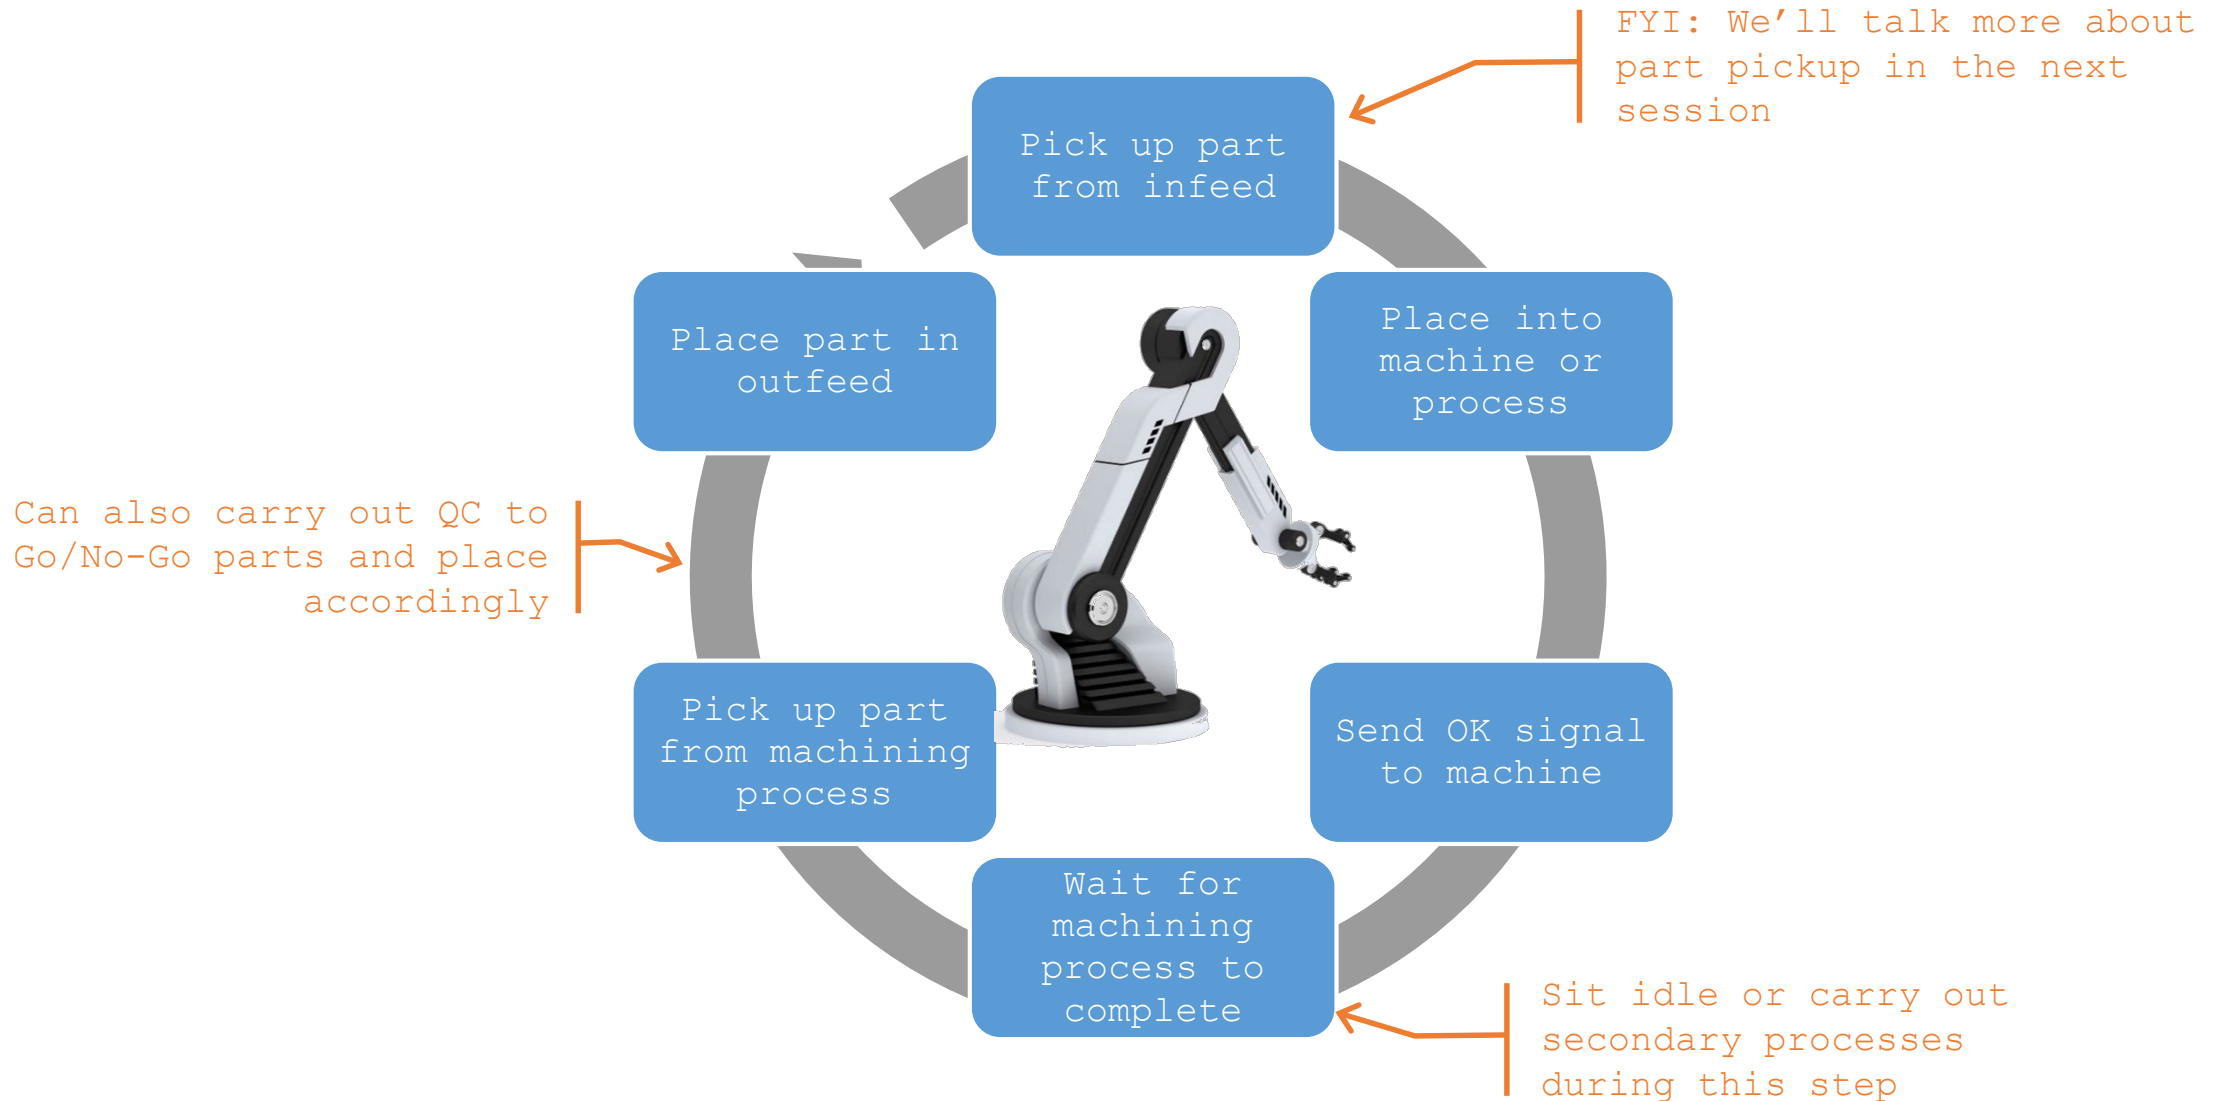 FYI: We’ll talk more about
part pickup in the next
session
Pick up part
from infeed
Place into
machine or
process
Send OK signal
to machine
Wait for
machining
process to
complete
Sit idle or carry out
secondary processes
during this step
Pick up part
from machining
process
Can also carry out QC to
Go/No-Go parts and place
accordingly
Place part in
outfeed